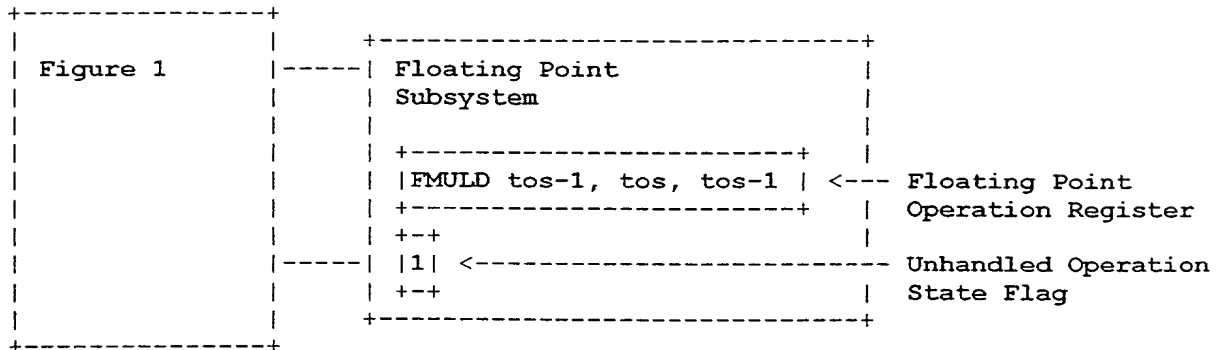 Figure 1
Floating Point
Subsystem
FMULD tos-1, tos, tos-1 <--- Floating Point
Operation Register
1 <--- Unhandled Operation
State Flag